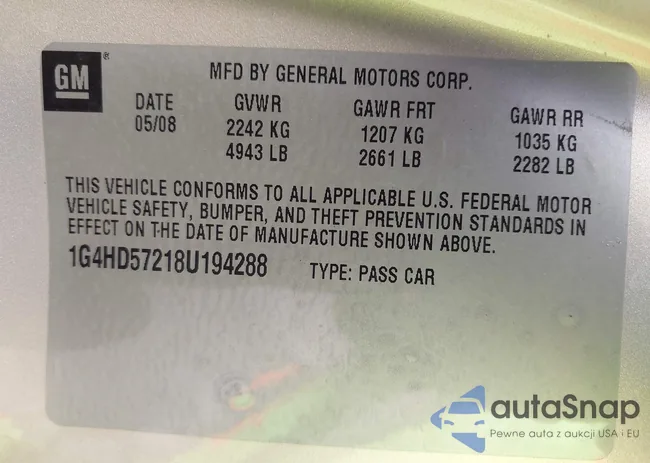 GM
MFD BY GENERAL MOTORS CORP.
DATE GVWR GAWR FRT GAWR RR
05/08 2242 KG 1207 KG 1035 KG
4943 LB 2661 LB 2282 LB
THIS VEHICLE CONFORMS TO ALL APPLICABLE U.S. FEDERAL MOTOR
VEHICLE SAFETY, BUMPER, AND THEFT PREVENTION STANDARDS IN
EFFECT ON THE DATE OF MANUFACTURE SHOWN ABOVE.
1G4HD57218U194288 TYPE: PASS CAR
autaSnap
Pewne auta z aukcji USA i EU